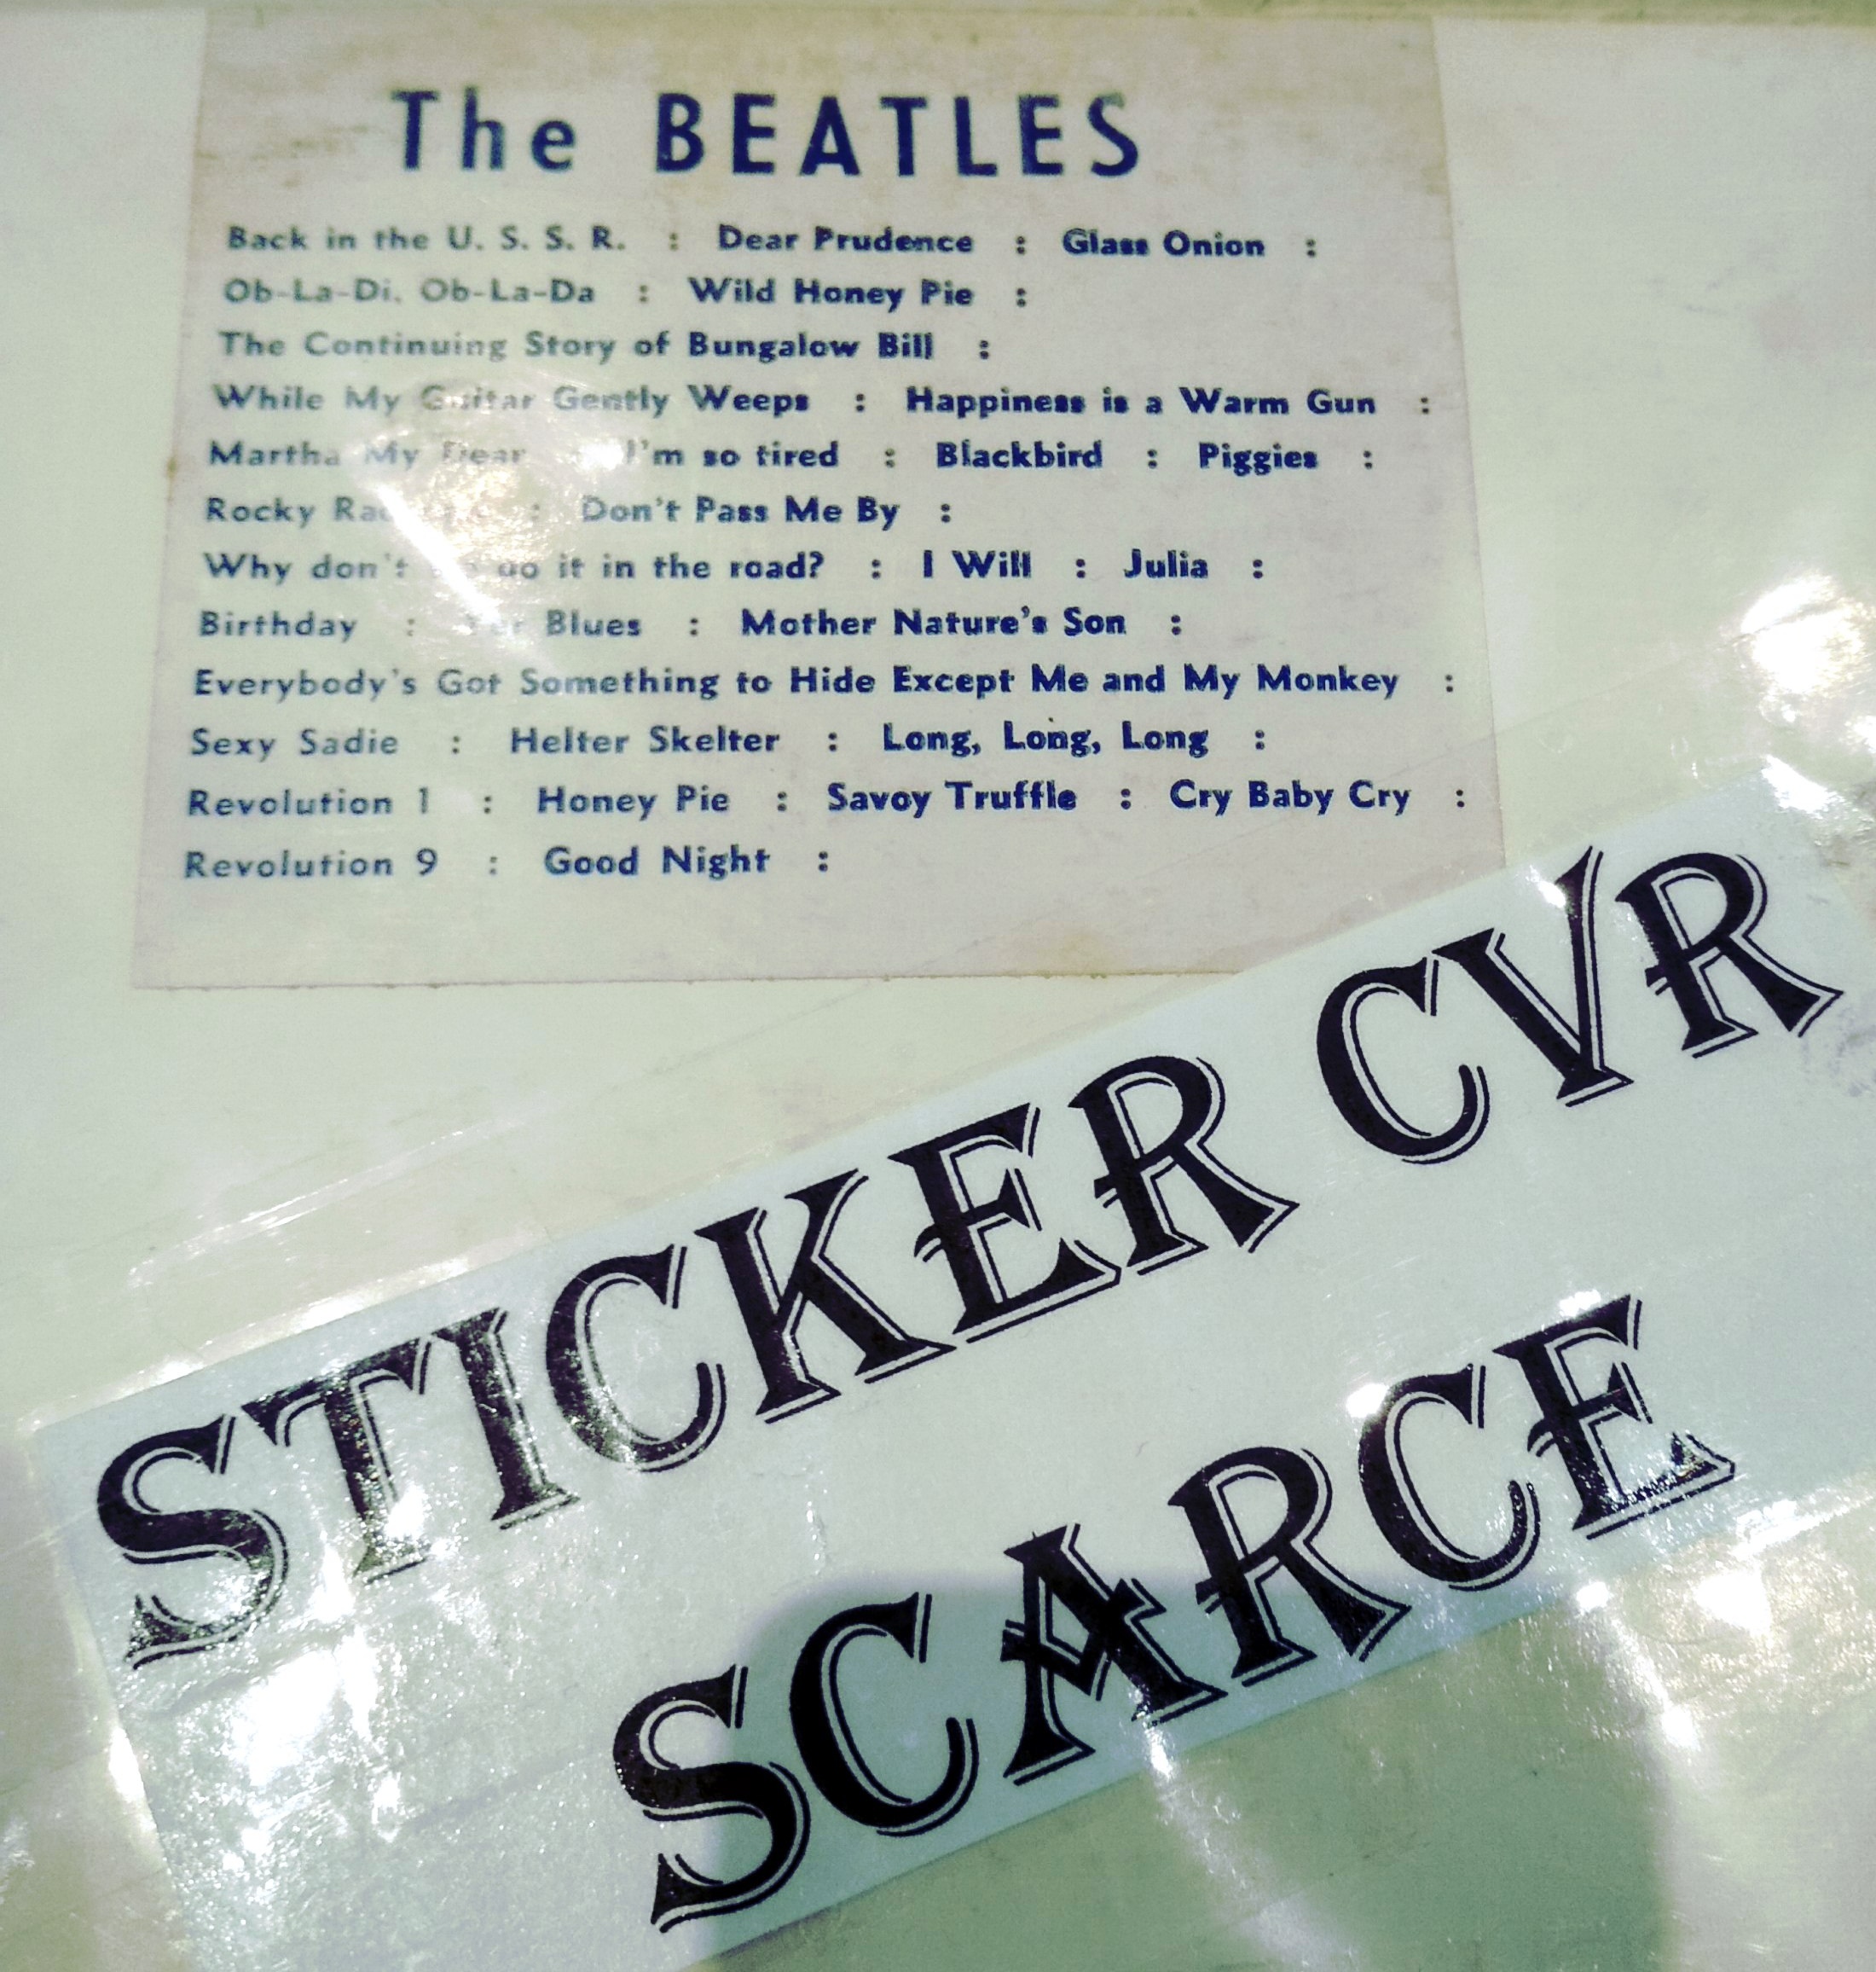 The BEATLES
Back in the U. S. S. R. : Dear Prudence : Glass Onion :
Ob-La-Di, Ob-La-Da : Wild Honey Pie :
The Continuing Story of Bungalow Bill :
While My Guitar Gently Weeps : Happiness is a Warm Gun :
Martha My Dear : I'm so tired : Blackbird : Piggies :
Rocky : Don't Pass Me By :
Why don't do it in the road? : I Will : Julia :
Birthday : Yer Blues : Mother Nature's Son :
Everybody's Got Something to Hide Except Me and My Monkey :
Sexy Sadie : Helter Skelter : Long, Long, Long :
Revolution 1 : Honey Pie : Savoy Truffle : Cry Baby Cry :
Revolution 9 : Good Night :
STICKER CVR
SCARCE